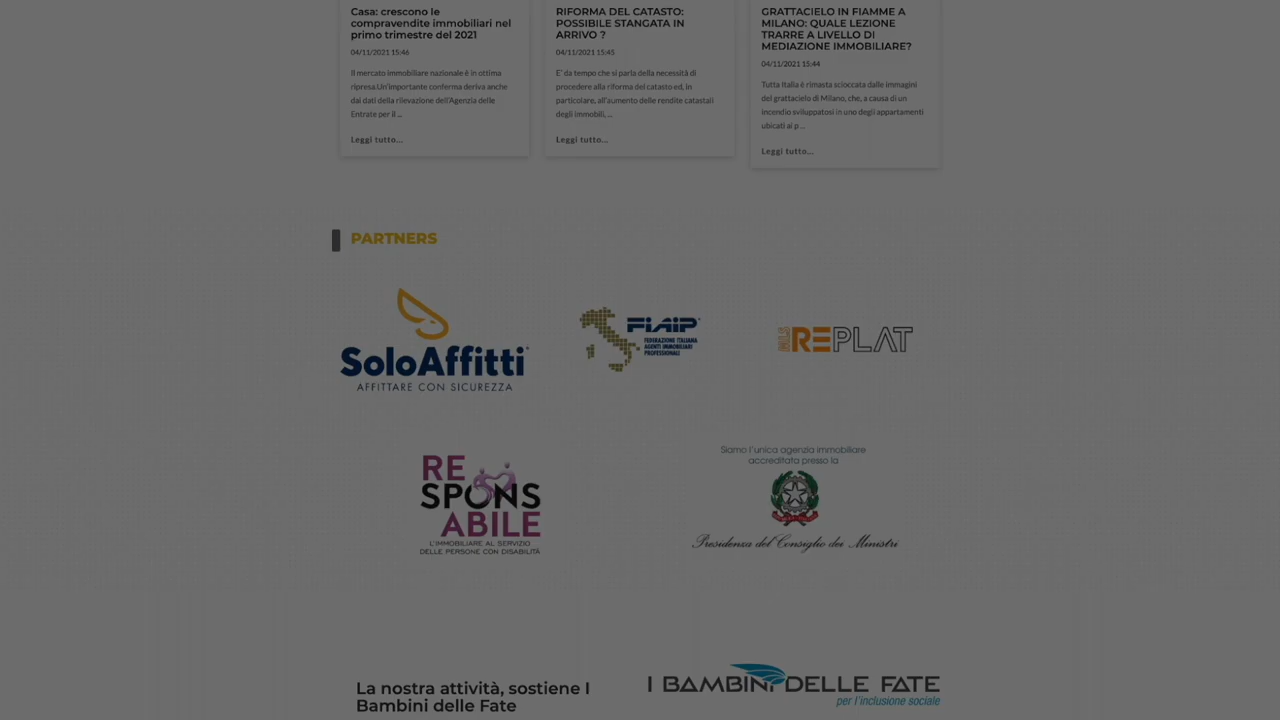 Casa: crescono le
compravendite immobiliari nel
primo trimestre del 2021
04/11/2021 15:46
Il mercato immobiliare nazionale è in ottima
ripresa.Un'importante conferma deriva anche
dai dati della rilevazione dell'Agenzia delle
Entrate per il ...
Leggi tutto...
RIFORMA DEL CATASTO:
POSSIBILE STANGATA IN
ARRIVO ?
04/11/2021 15:45
E' da tempo che si parla della necessità di
procedere alla riforma del catasto ed, in
particolare, all'aumento delle rendite catastali
degli immobili, ...
Leggi tutto...
GRATTACIELO IN FIAMME A
MILANO: QUALE LEZIONE
TRARRE A LIVELLO DI
MEDIAZIONE IMMOBILIARE?
04/11/2021 15:44
Tutta Italia è rimasta scioccata dalle immagini
del grattacielo di Milano, che, a causa di un
incendio sviluppatosi in uno degli appartamenti
ubicati al p ...
Leggi tutto...
PARTNERS
SoloAffitti
AFFITTARE CON SICUREZZA
FIAIP
FEDERAZIONE ITALIANA
AGENTI IMMOBILIARI
PROFESSIONALI
MLS REPLAT
RE
SPONS
ABILE
L'IMMOBILIARE AL SERVIZIO
DELLE PERSONE CON DISABILITÀ
Siamo l'unica agenzia immobiliare
accreditata presso la
Presidenza del Consiglio dei Ministri
La nostra attività, sostiene I
Bambini delle Fate
I BAMBINI DELLE FATE
per l'inclusione sociale